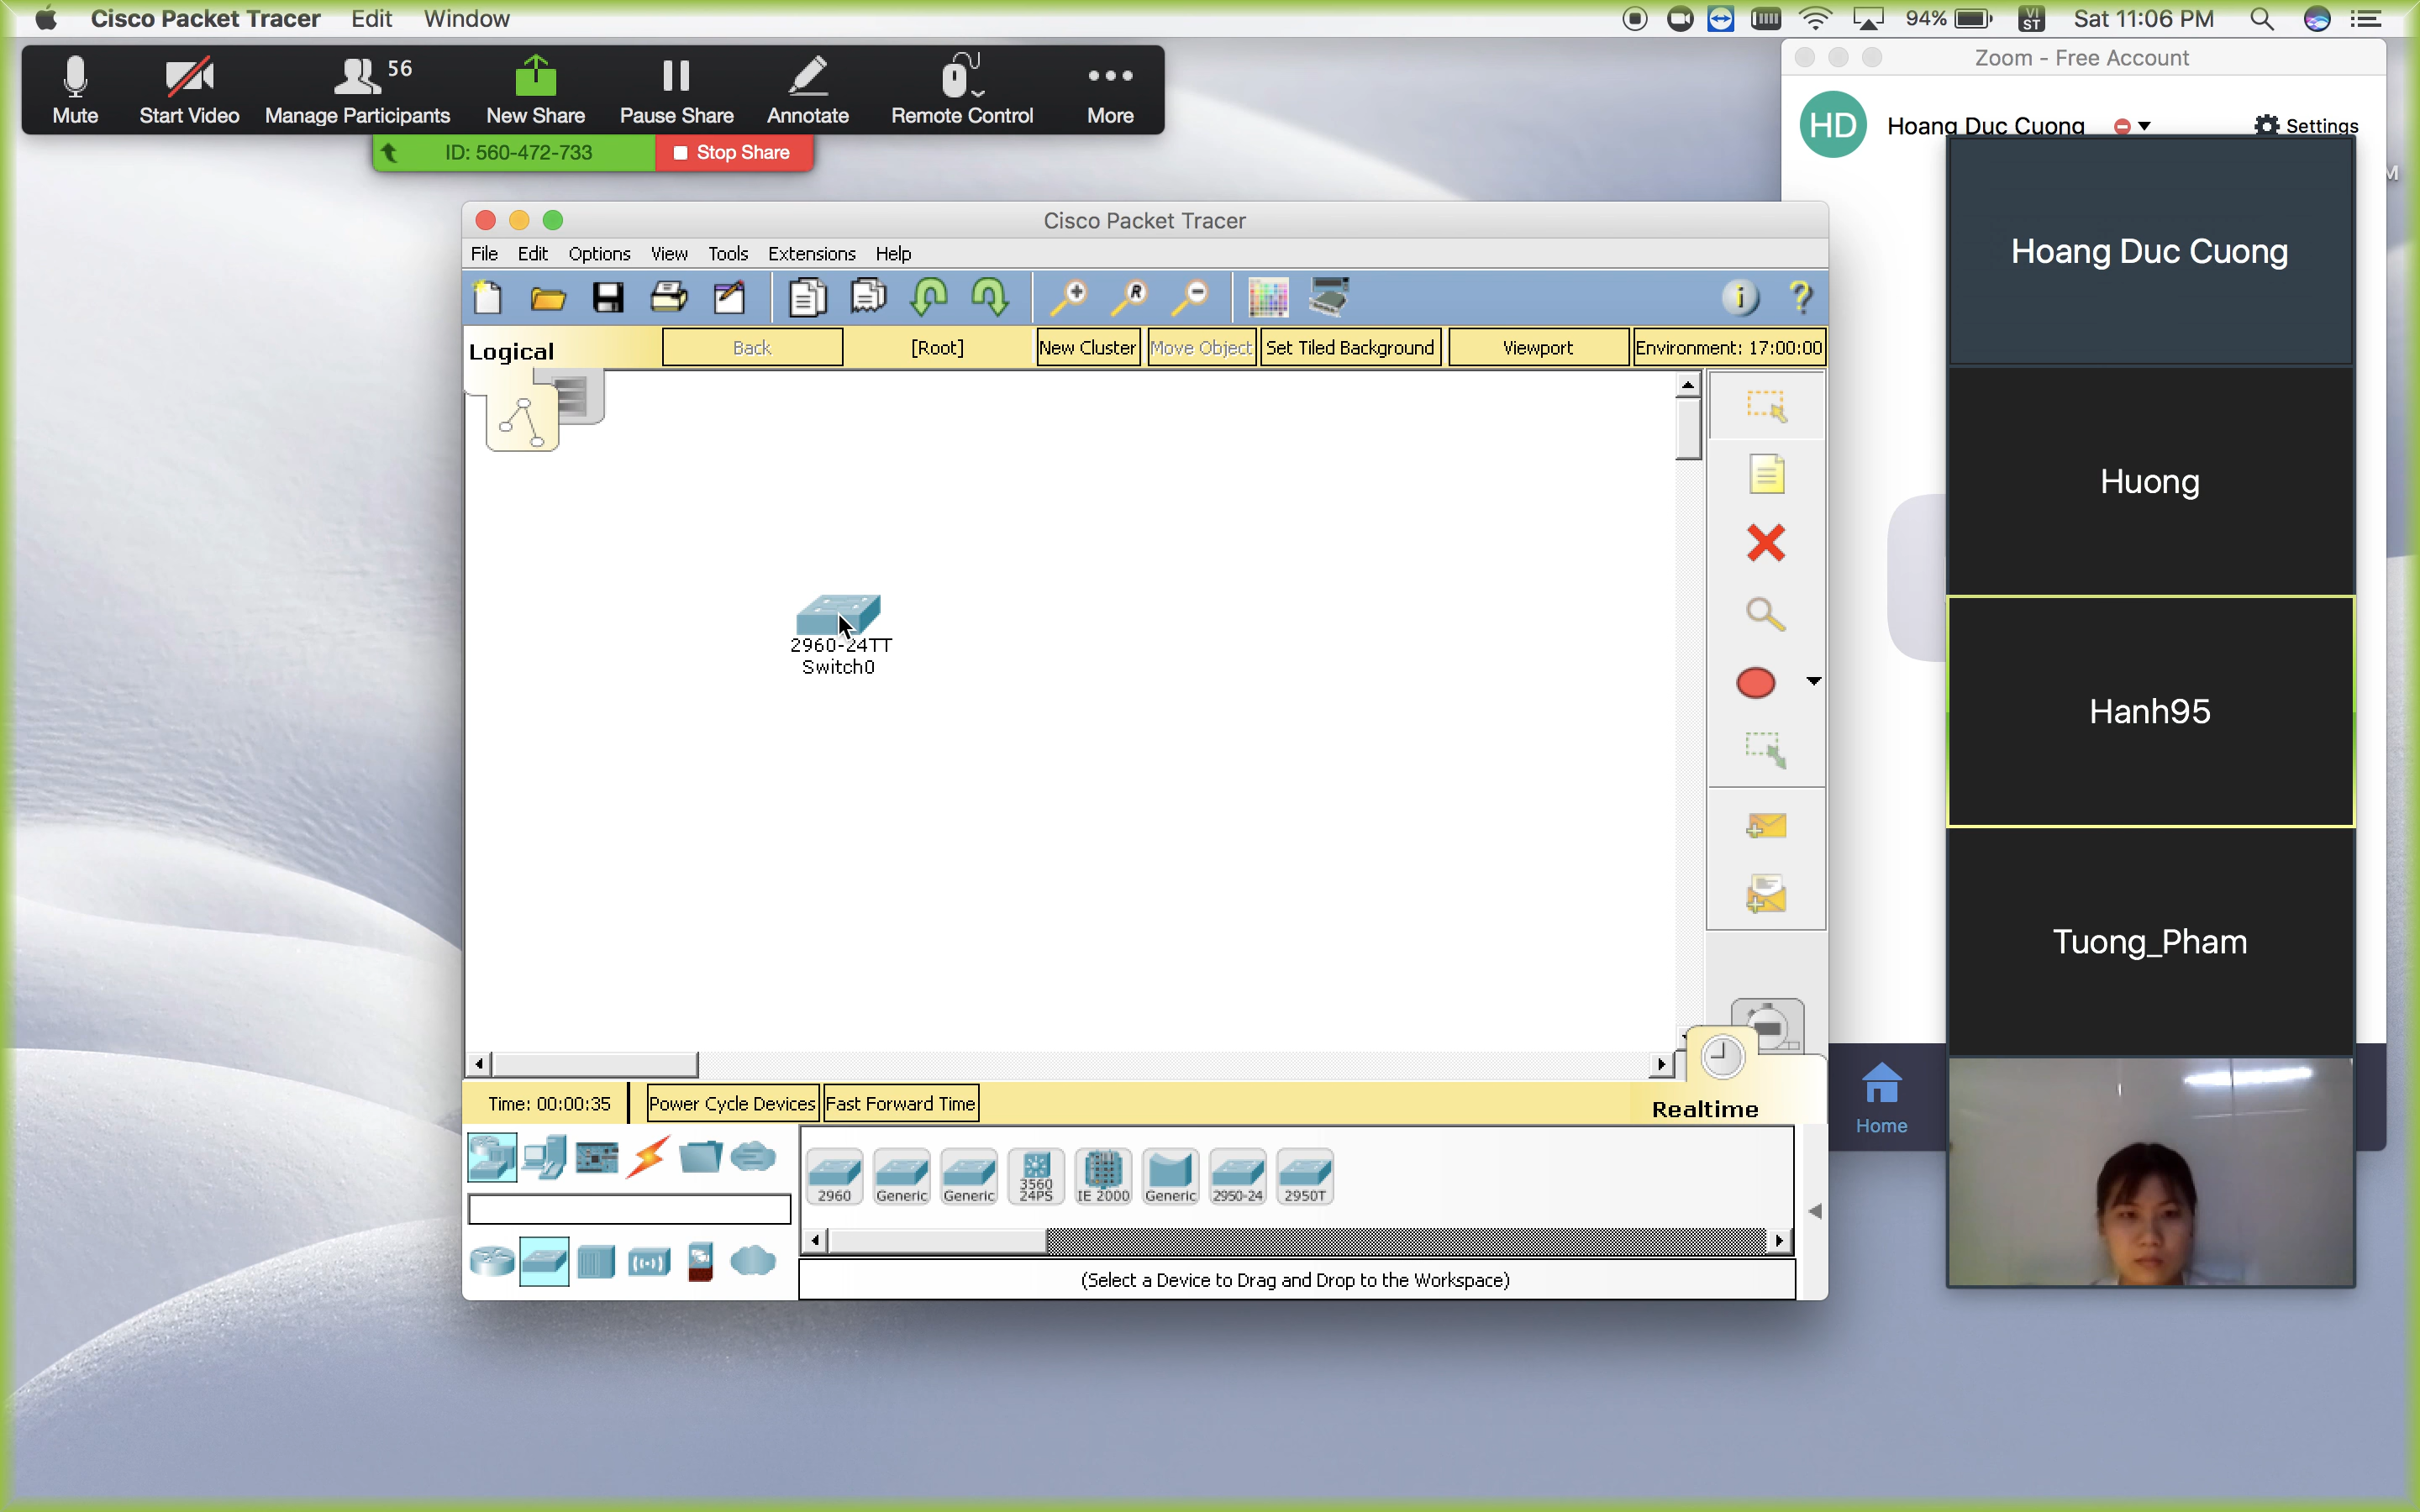 Cisco Packet Tracer Edit Window 94% VI ST Sat 11:06 PM
56
Mute Start Video Manage Participants New Share Pause Share Annotate Remote Control More
ID: 560-472-733 Stop Share
Zoom - Free Account
HD Hoang Duc Cuong Settings
M
Cisco Packet Tracer
File Edit Options View Tools Extensions Help
R i ?
Logical Back [Root] New Cluster Move Object Set Tiled Background Viewport Environment: 17:00:00
2960-24TT
Switch0
Hoang Duc Cuong
Huong
Hanh95
Tuong_Pham
Home
Time: 00:00:35 Power Cycle Devices Fast Forward Time Realtime
2960 Generic Generic 3560 24PS IE 2000 Generic 2950-24 2950T
(Select a Device to Drag and Drop to the Workspace)